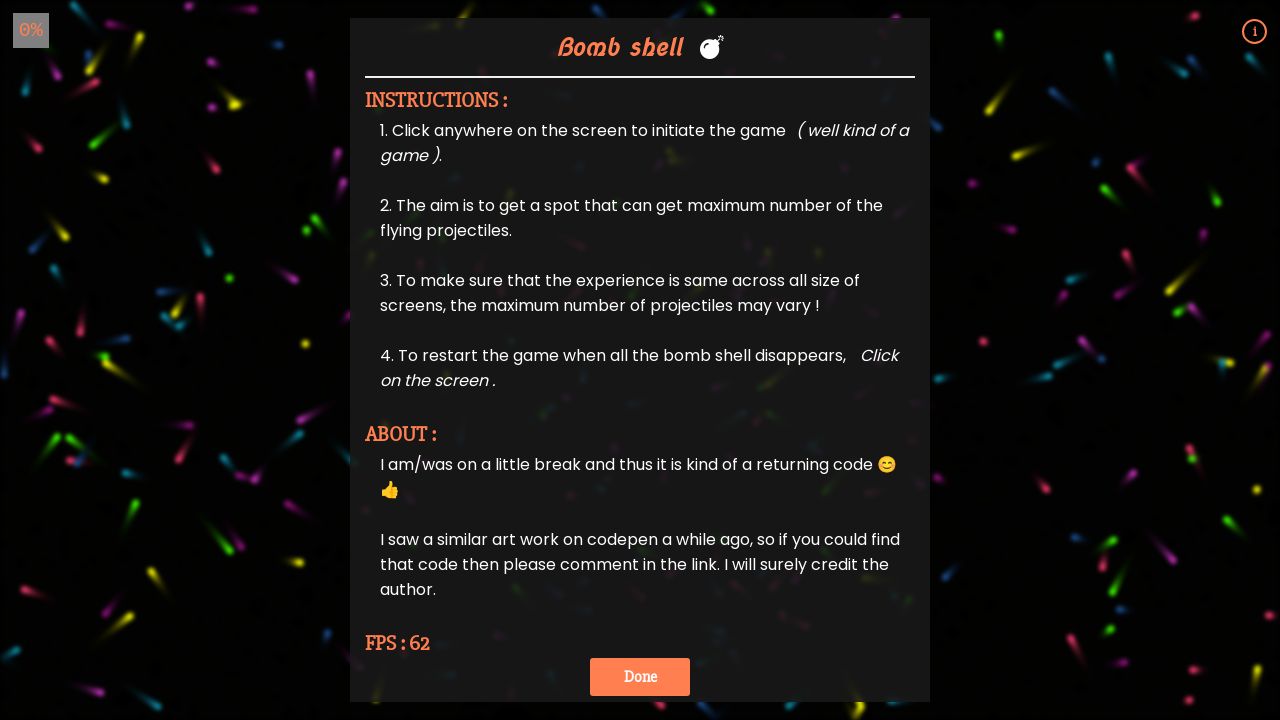 0%
i
Bomb shell 💣
INSTRUCTIONS :
1. Click anywhere on the screen to initiate the game ( well kind of a
game ).
2. The aim is to get a spot that can get maximum number of the
flying projectiles.
3. To make sure that the experience is same across all size of
screens, the maximum number of projectiles may vary !
4. To restart the game when all the bomb shell disappears, Click
on the screen .
ABOUT :
I am/was on a little break and thus it is kind of a returning code 😊
👍
I saw a similar art work on codepen a while ago, so if you could find
that code then please comment in the link. I will surely credit the
author.
FPS : 62
Done